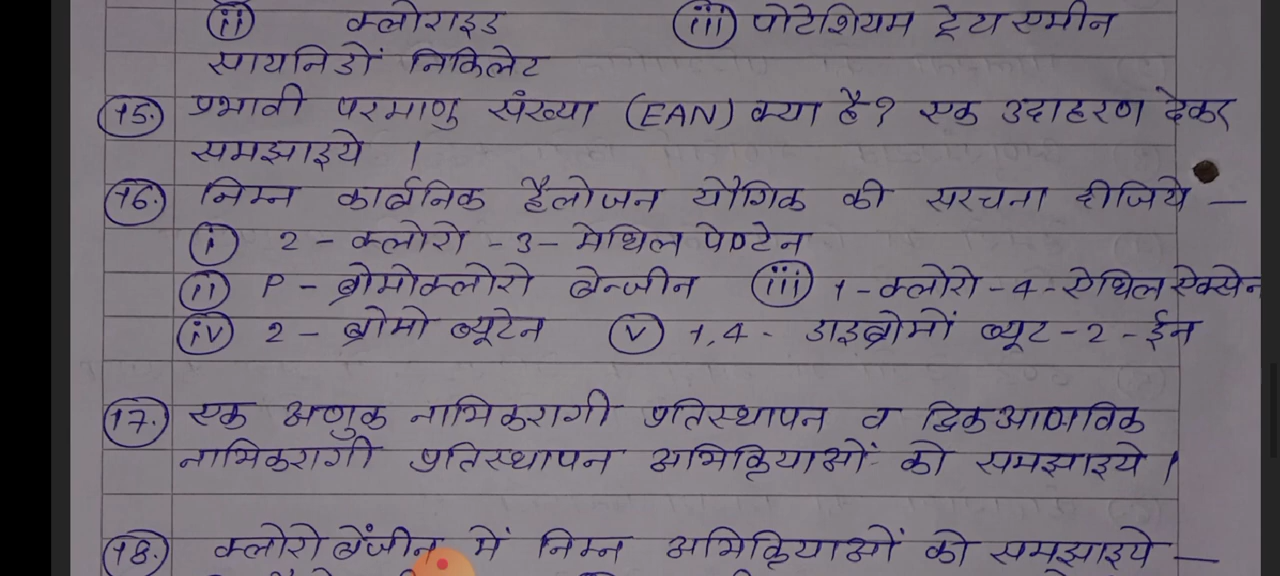 (ii) क्लोराइड (iii) पोटेशियम ट्रेटा एमीन
सायनिडों निकिलेट
15. प्रभावी परमाणु संख्या (EAN) क्या है? एक उदाहरण देकर
समझाइये ।
16. निम्न कार्बनिक हैलोजन यौगिक की सरचना दीजिये –
(i) 2 - क्लोरो - 3 - मेथिल पेण्टेन
(ii) P - ब्रोमोक्लोरो बेन्जीन (iii) 1 - क्लोरो - 4 - ऐथिल ऐक्सेन
(iv) 2 - ब्रोमो ब्यूटेन (v) 1,4 - डाइब्रोमों ब्यूट - 2 - ईन
17. एक अणुक नाभिकरागी प्रतिस्थापन व द्विकआणविक
नाभिकरागी प्रतिस्थापन अभिक्रियाओं को समझाइये ।
18. क्लोरो बेंजीन में निम्न अभिक्रियाओं को समझाइये –